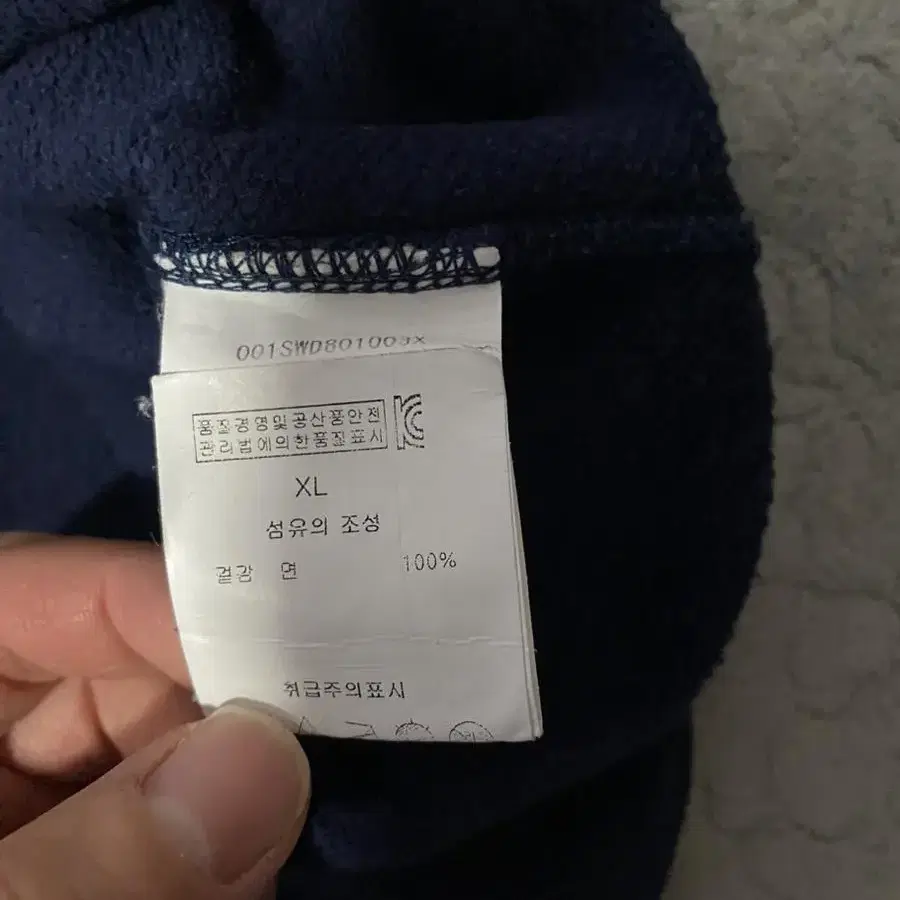 001SWD801003x
품질경영및공산품안전
관리법에의한품질표시
XL
섬유의 조성
겉감 면 100%
취급주의표시